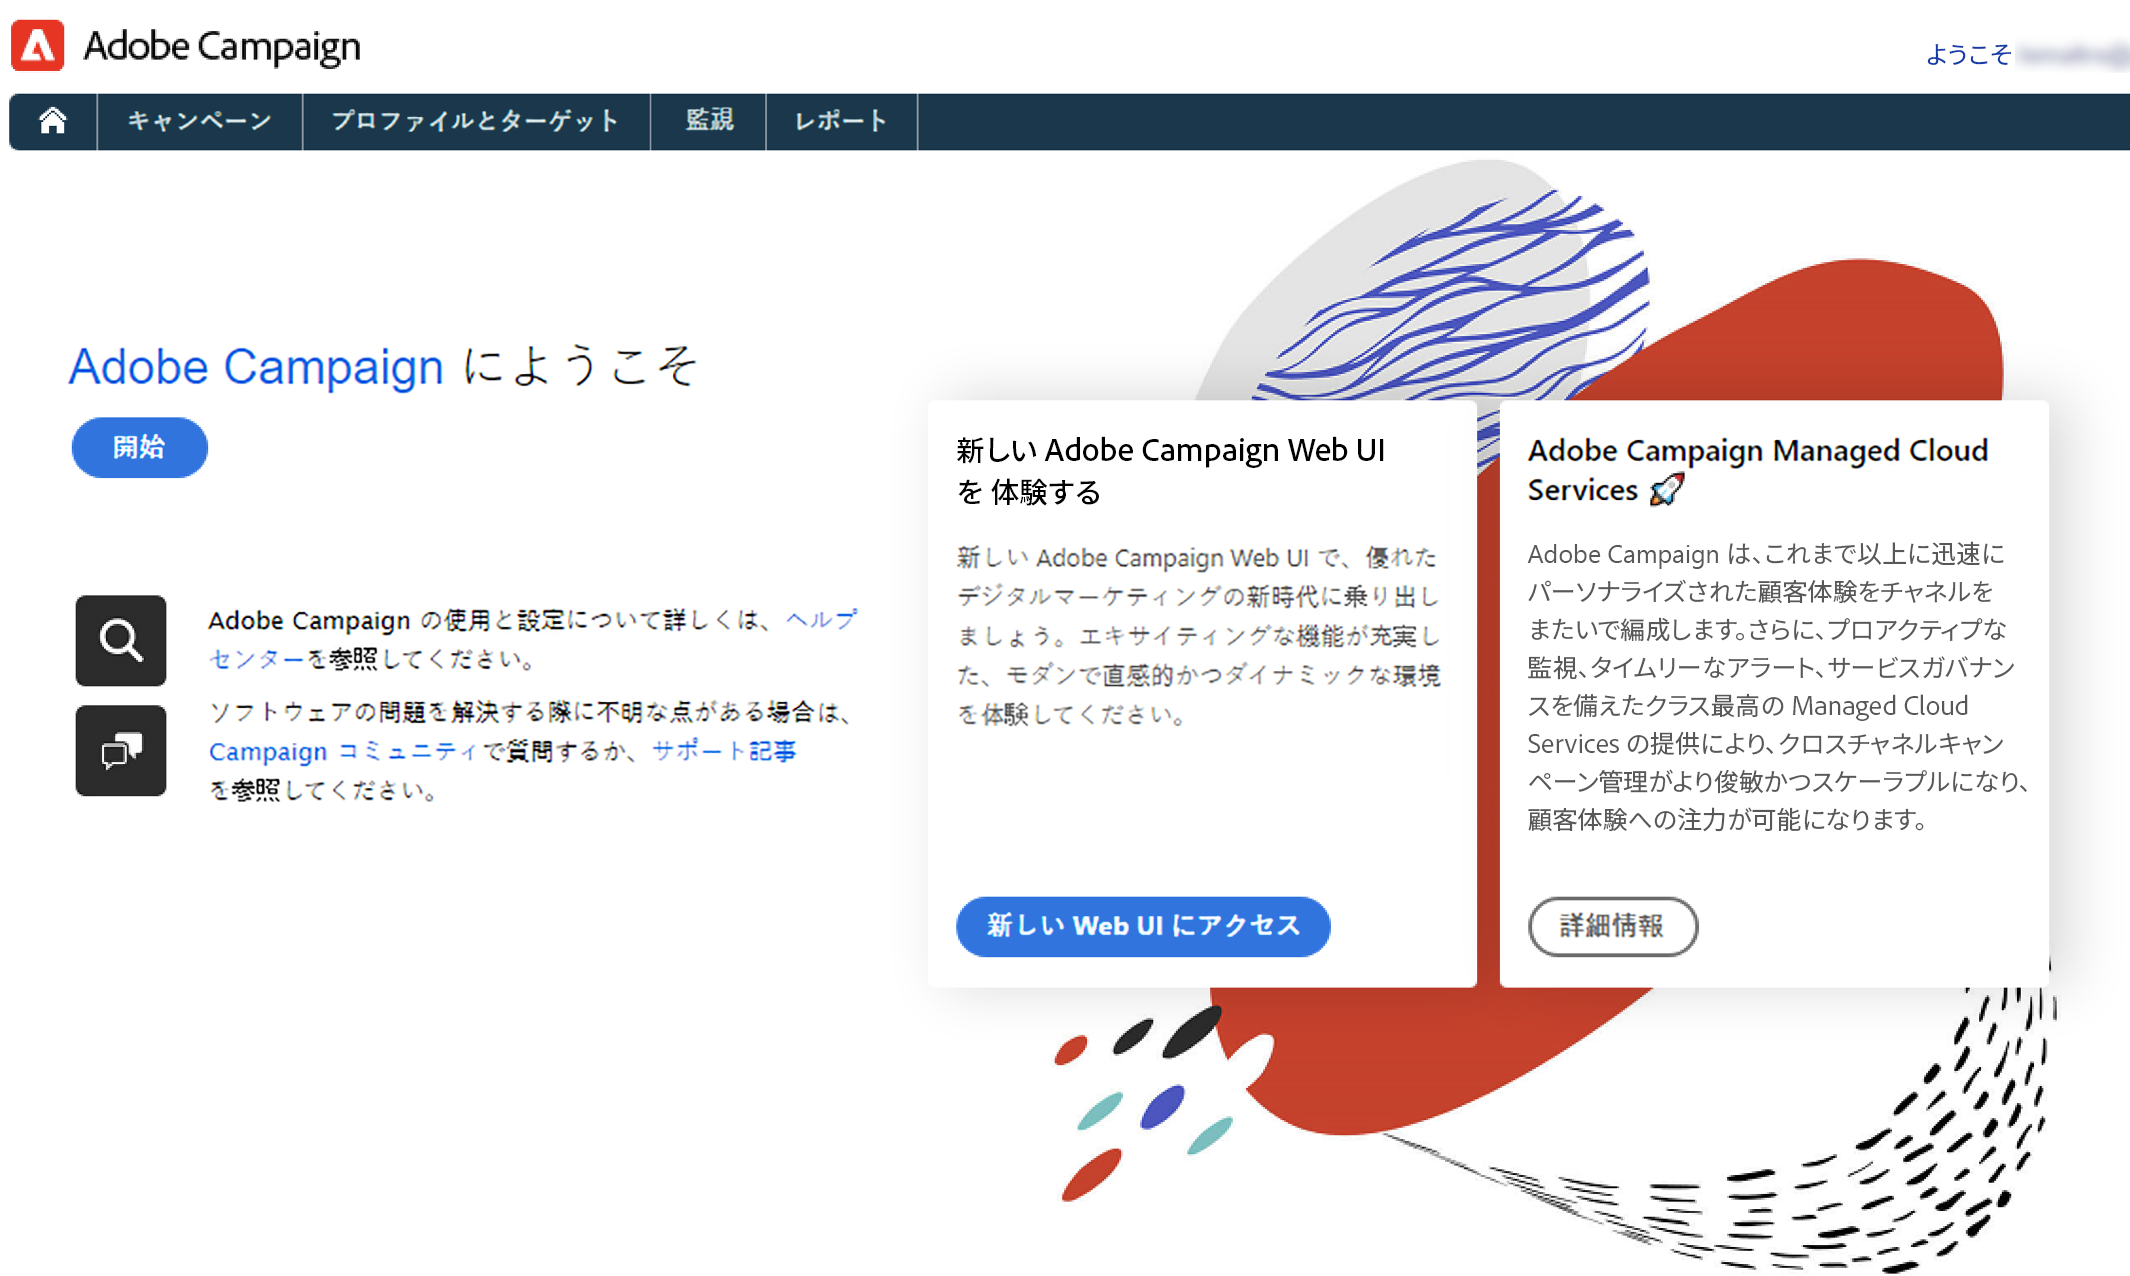 Adobe Campaign
ようこそ
キャンペーン
プロファイルとターゲット
監視
レポート
Adobe Campaign にようこそ
開始
Adobe Campaign の使用と設定について詳しくは、ヘルプ
センターを参照してください。
ソフトウェアの問題を解決する際に不明な点がある場合は、
Campaign コミュニティで質問するか、サポート記事
を参照してください。
新しい Adobe Campaign Web UI
を 体験する
新しい Adobe Campaign Web UI で、優れた
デジタルマーケティングの新時代に乗り出し
ましょう。エキサイティングな機能が充実し
た、モダンで直感的かつダイナミックな環境
を体験してください。
新しい Web UI にアクセス
Adobe Campaign Managed Cloud
Services 🚀
Adobe Campaign は、これまで以上に迅速に
パーソナライズされた顧客体験をチャネルを
またいで編成します。さらに、プロアクティブな
監視、タイムリーなアラート、サービスガバナン
スを備えたクラス最高の Managed Cloud
Services の提供により、クロスチャネルキャン
ペーン管理がより俊敏かつスケーラブルになり、
顧客体験への注力が可能になります。
詳細情報